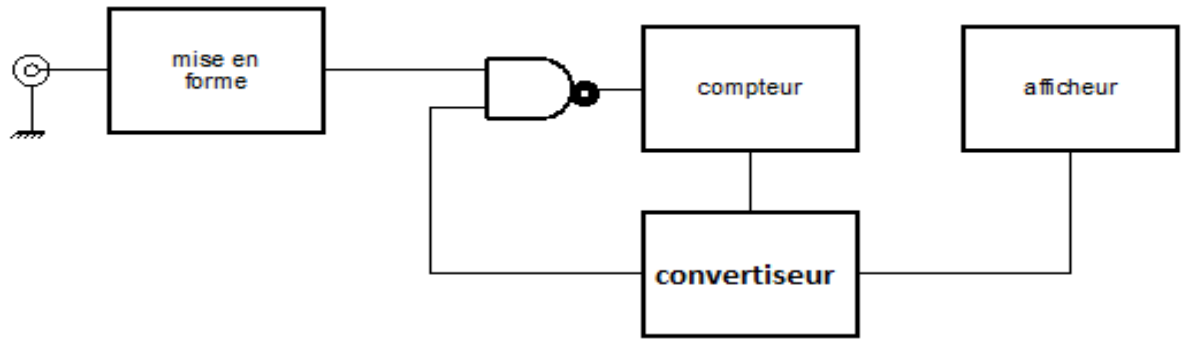 mise en
forme
compteur
afficheur
convertiseur